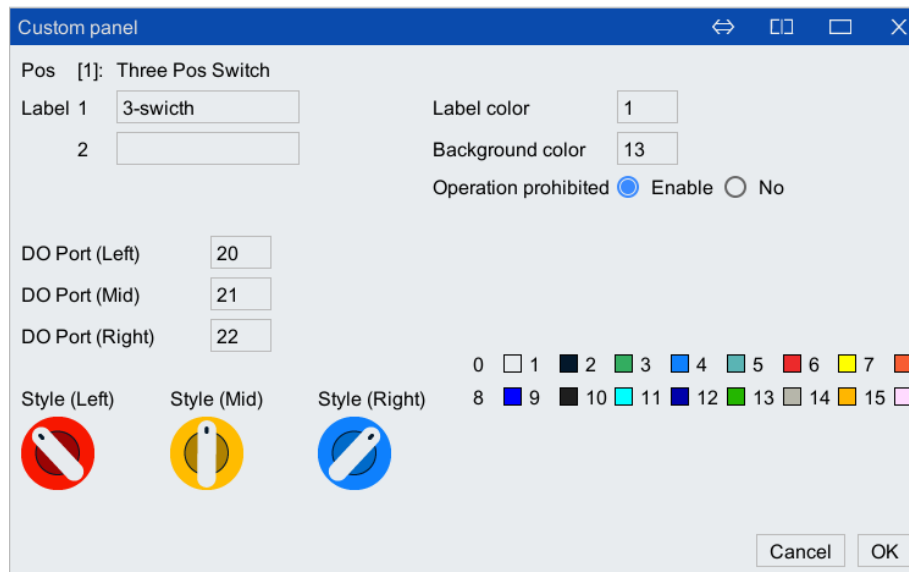 Custom panel
Pos [1]: Three Pos Switch
Label 1 3-swicth Label color 1
2 Background color 13
Operation prohibited Enable No
DO Port (Left) 20
DO Port (Mid) 21
DO Port (Right) 22
0 1 2 3 4 5 6 7
8 9 10 11 12 13 14 15
Style (Left) Style (Mid) Style (Right)
Cancel OK